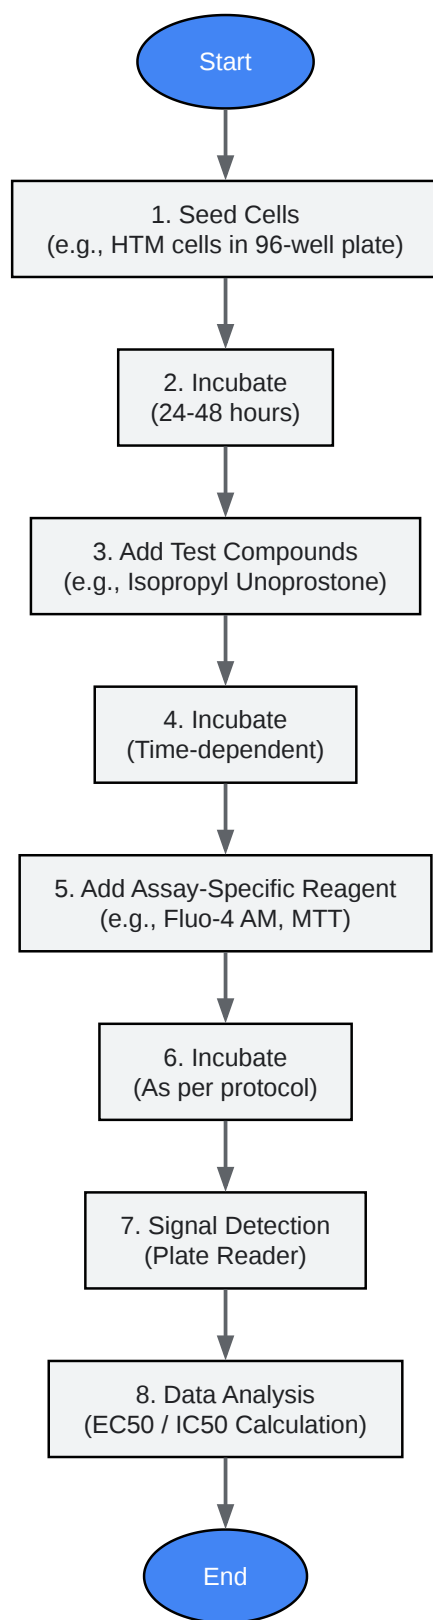 Start
1. Seed Cells
(e.g., HTM cells in 96-well plate)
2. Incubate
(24-48 hours)
3. Add Test Compounds
(e.g., Isopropyl Unoprostone)
4. Incubate
(Time-dependent)
5. Add Assay-Specific Reagent
(e.g., Fluo-4 AM, MTT)
6. Incubate
(As per protocol)
7. Signal Detection
(Plate Reader)
8. Data Analysis
(EC50 / IC50 Calculation)
End